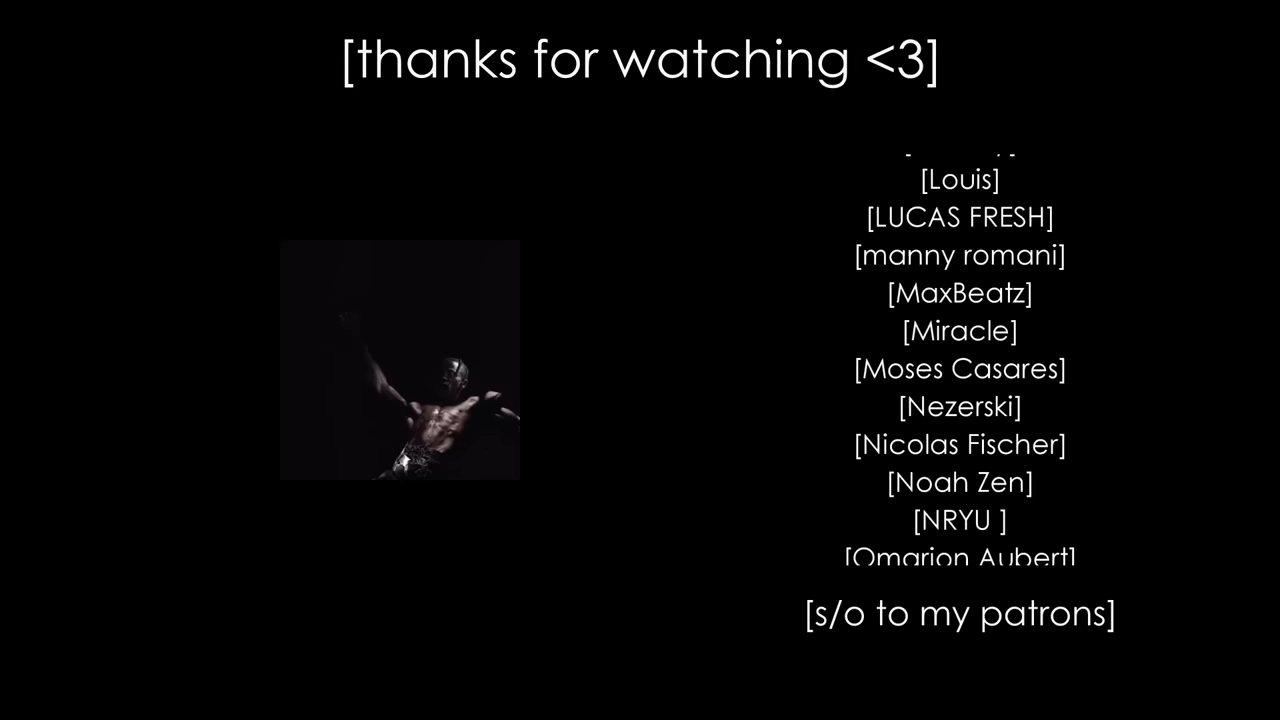 [thanks for watching <3]
[Louis]
[LUCAS FRESH]
[manny romani]
[MaxBeatz]
[Miracle]
[Moses Casares]
[Nezerski]
[Nicolas Fischer]
[Noah Zen]
[NRYU ]
[Omarion Aubert]
[s/o to my patrons]